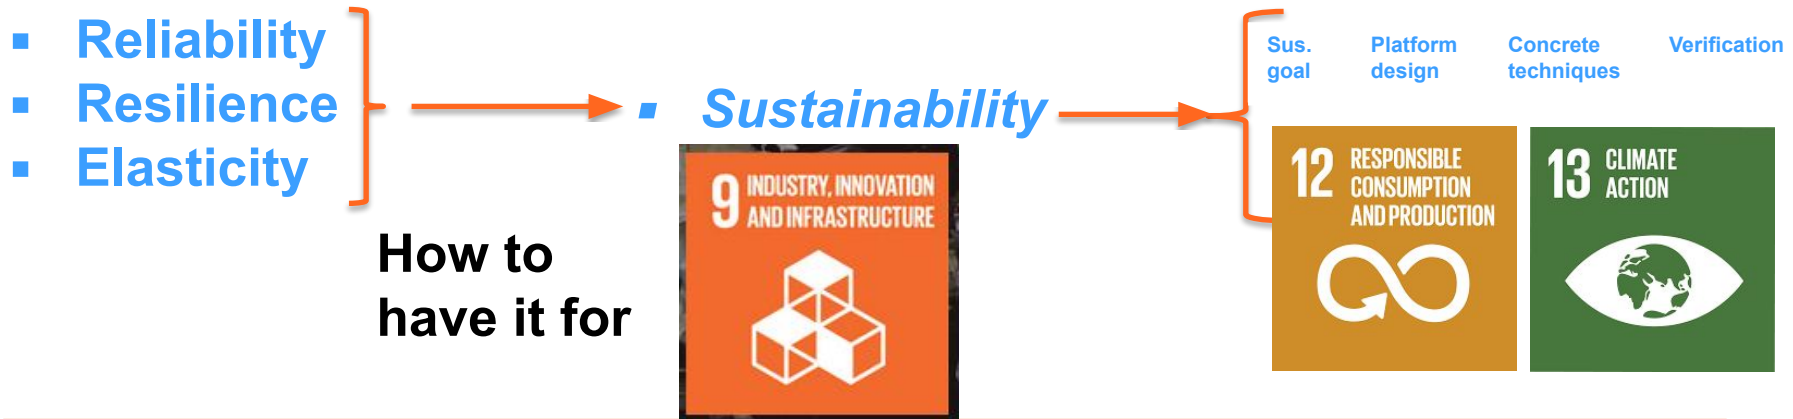 ▪ Reliability
▪ Resilience
▪ Elasticity
How to
have it for
▪ Sustainability
9 INDUSTRY, INNOVATION
AND INFRASTRUCTURE
Sus.
goal
Platform
design
Concrete
techniques
Verification
12 RESPONSIBLE
CONSUMPTION
AND PRODUCTION
13 CLIMATE
ACTION